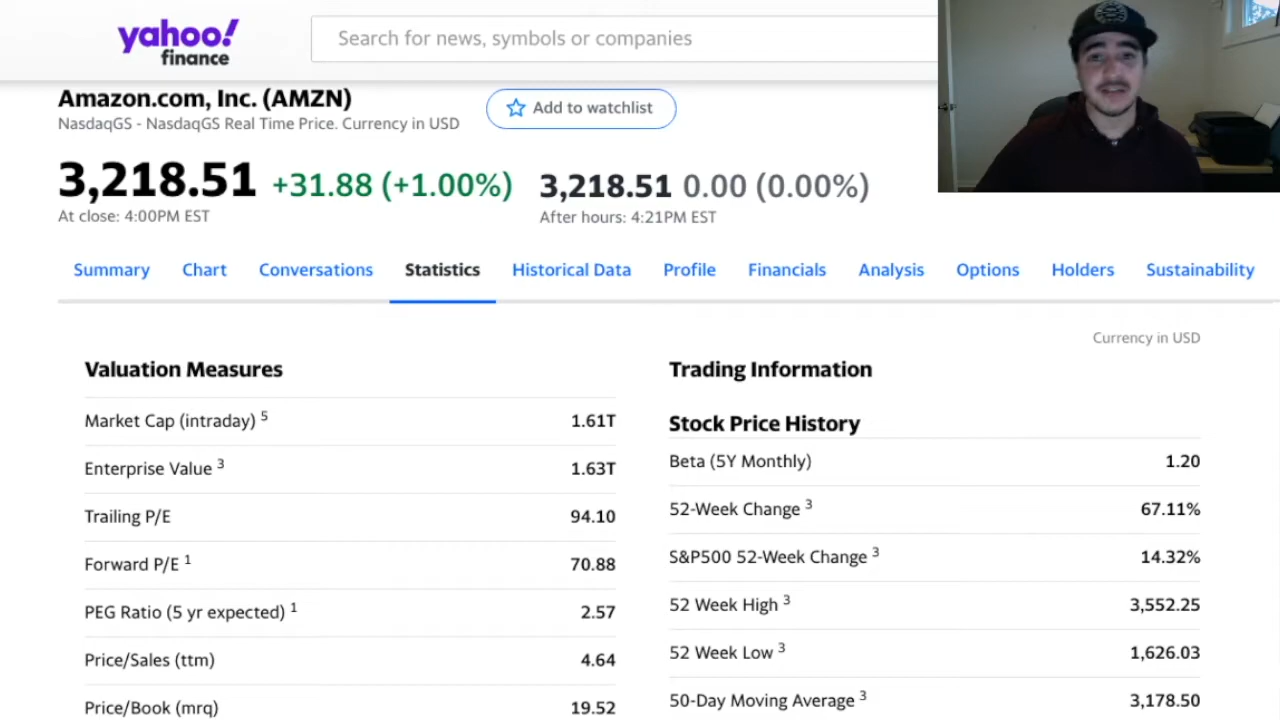 yahoo!
finance
Search for news, symbols or companies
Amazon.com, Inc. (AMZN)
NasdaqGS - NasdaqGS Real Time Price. Currency in USD
Add to watchlist
3,218.51 +31.88 (+1.00%)
At close: 4:00PM EST
3,218.51 0.00 (0.00%)
After hours: 4:21PM EST
Summary Chart Conversations Statistics Historical Data Profile Financials Analysis Options Holders Sustainability
Currency in USD
Valuation Measures
Market Cap (intraday) 5 1.61T
Enterprise Value 3 1.63T
Trailing P/E 94.10
Forward P/E 1 70.88
PEG Ratio (5 yr expected) 1 2.57
Price/Sales (ttm) 4.64
Price/Book (mrq) 19.52
Trading Information
Stock Price History
Beta (5Y Monthly) 1.20
52-Week Change 3 67.11%
S&P500 52-Week Change 3 14.32%
52 Week High 3 3,552.25
52 Week Low 3 1,626.03
50-Day Moving Average 3 3,178.50